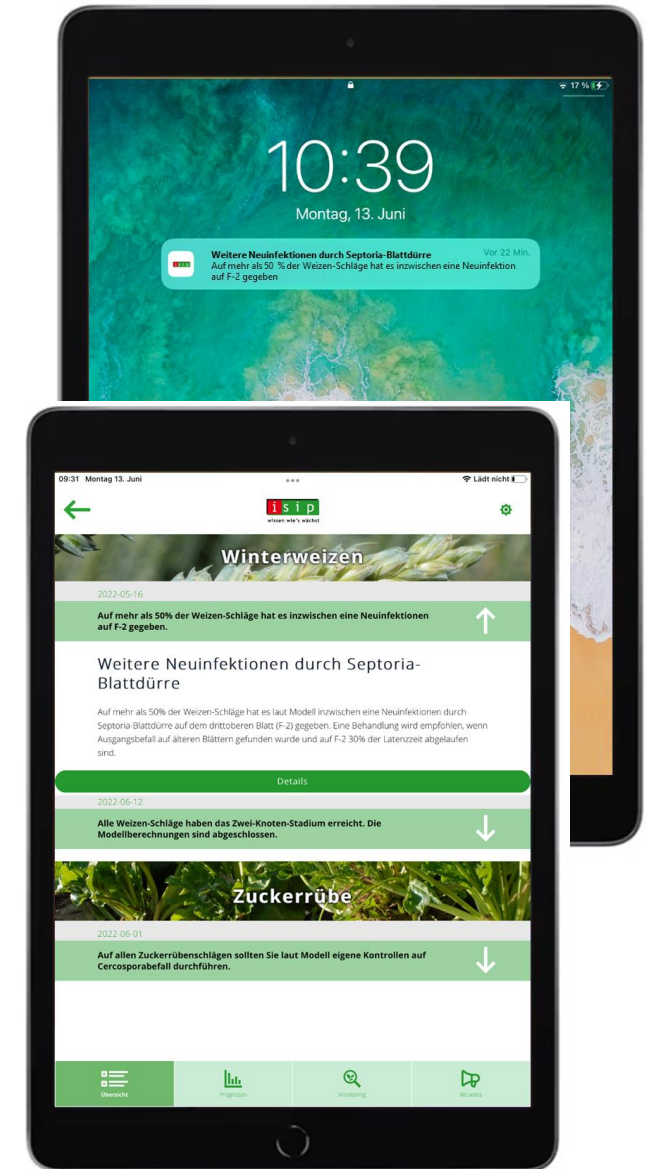 17 %
10:39
Montag, 13. Juni
Weitere Neuinfektionen durch Septoria-Blattdürre
Vor 22 Min.
Auf mehr als 50 % der Weizen-Schläge hat es inzwischen eine Neuinfektion
auf F-2 gegeben
09:31 Montag 13. Juni
Lädt nicht
isip
wissen wie's wächst
Winterweizen
2022-05-16
Auf mehr als 50% der Weizen-Schläge hat es inzwischen eine Neuinfektionen
auf F-2 gegeben.
Weitere Neuinfektionen durch Septoria-
Blattdürre
Auf mehr als 50% der Weizen-Schläge hat es laut Modell inzwischen eine Neuinfektionen durch
Septoria-Blattdürre auf dem drittoberen Blatt (F-2) gegeben. Eine Behandlung wird empfohlen, wenn
Ausgangsbefall auf älteren Blättern gefunden wurde und auf F-2 30% der Latenzzeit abgelaufen
sind.
Details
2022-06-12
Alle Weizen-Schläge haben das Zwei-Knoten-Stadium erreicht. Die
Modellberechnungen sind abgeschlossen.
Zuckerrübe
2022-06-01
Auf allen Zuckerrübenschlägen sollten Sie laut Modell eigene Kontrollen auf
Cercosporabefall durchführen.
Übersicht
Prognosen
Monitoring
Aktuelles